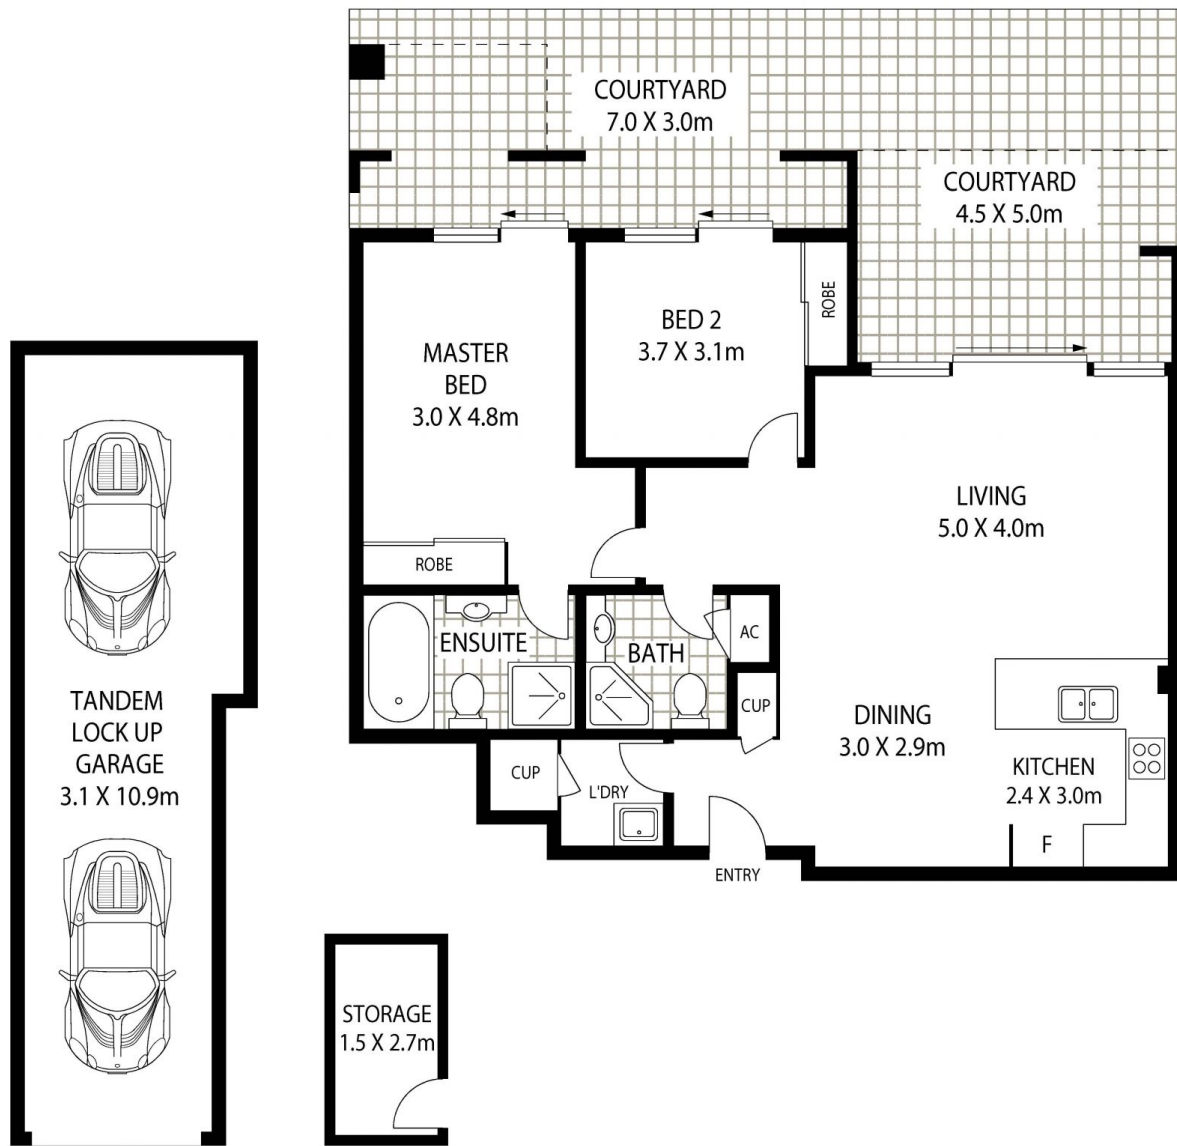 COURTYARD
7.0 X 3.0m
COURTYARD
4.5 X 5.0m
BED 2
3.7 X 3.1m
ROBE
MASTER
BED
3.0 X 4.8m
LIVING
5.0 X 4.0m
ROBE
ENSUITE
BATH
AC
CUP
TANDEM
LOCK UP
GARAGE
3.1 X 10.9m
DINING
3.0 X 2.9m
KITCHEN
2.4 X 3.0m
CUP
L'DRY
F
ENTRY
STORAGE
1.5 X 2.7m